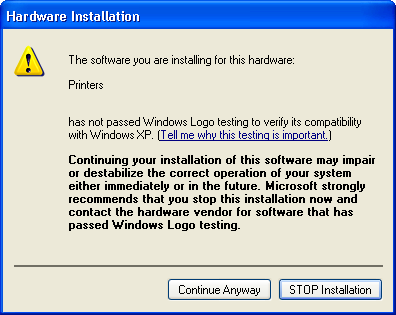 Hardware Installation
The software you are installing for this hardware:
Printers
has not passed Windows Logo testing to verify its compatibility
with Windows XP. (Tell me why this testing is important.)
Continuing your installation of this software may impair
or destabilize the correct operation of your system
either immediately or in the future. Microsoft strongly
recommends that you stop this installation now and
contact the hardware vendor for software that has
passed Windows Logo testing.
Continue Anyway
STOP Installation